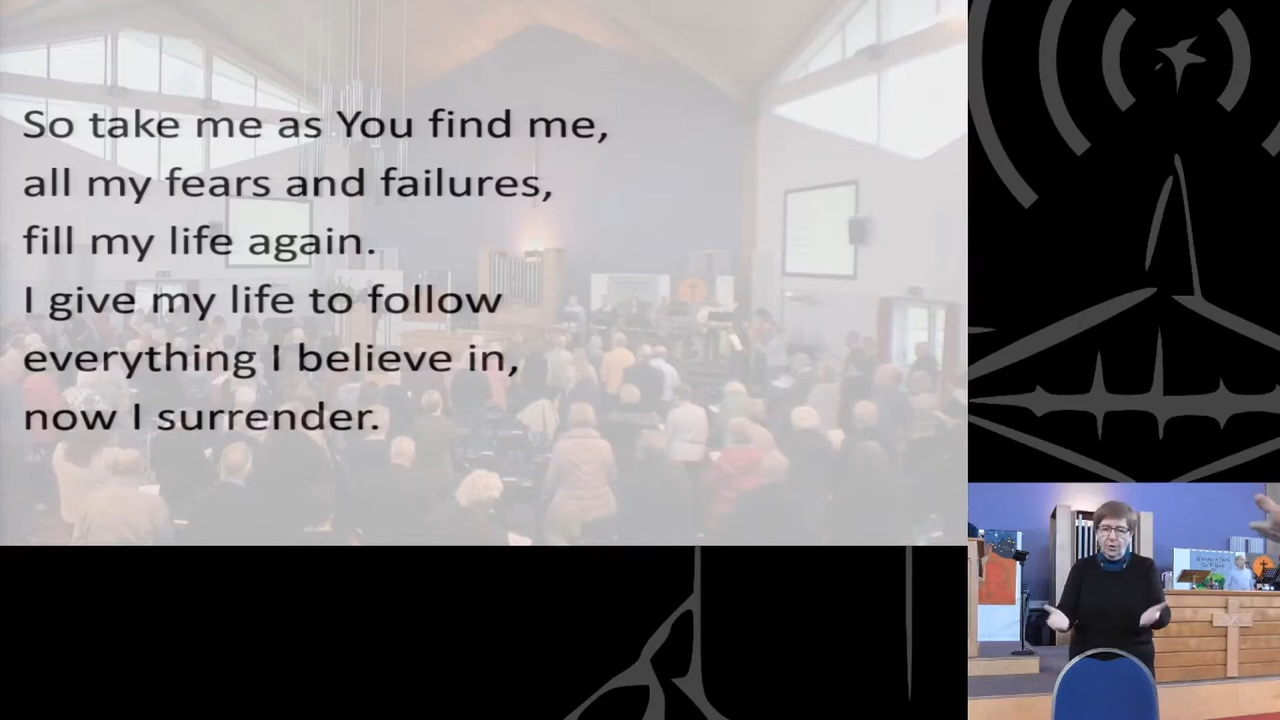 So take me as You find me,
all my fears and failures,
fill my life again.
I give my life to follow
everything I believe in,
now I surrender.